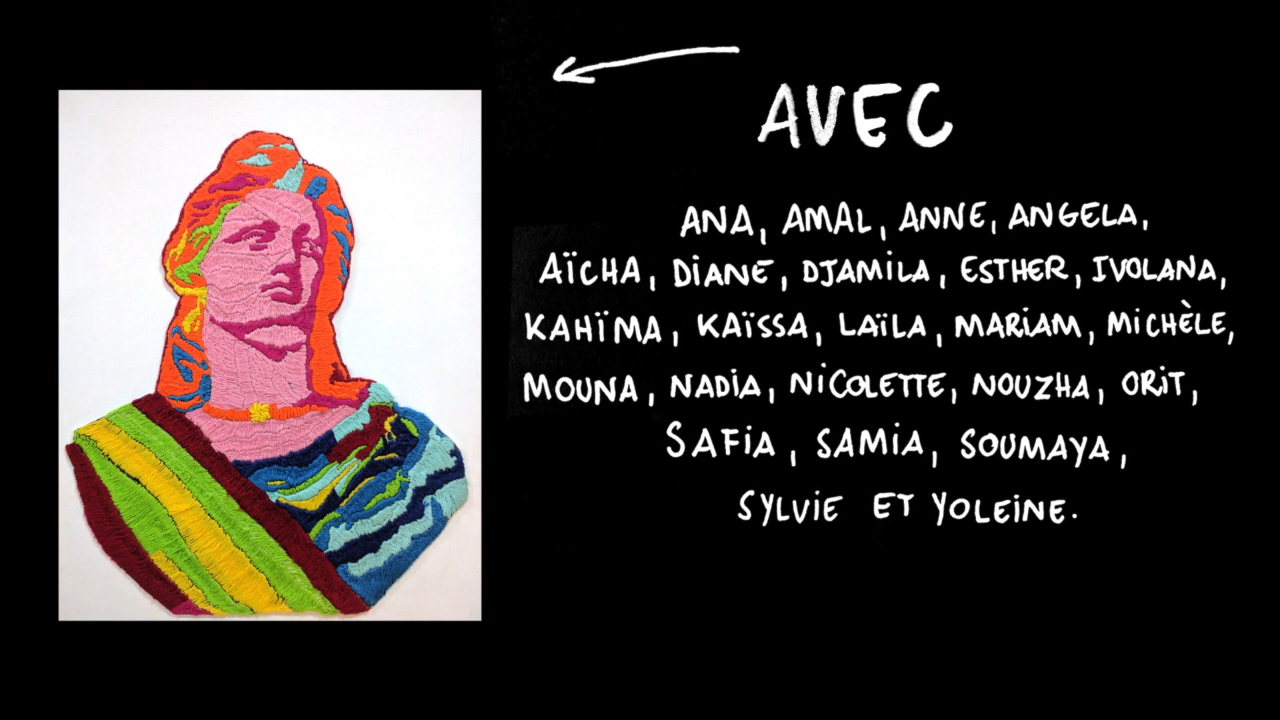 AVEC
ANA, AMAL, ANNE, ANGELA,
AÏCHA, DIANE, DJAMILA, ESTHER, IVOLANA,
KAHÏMA, KAÏSSA, LAÏLA, MARIAM, MICHÈLE,
MOUNA, NADIA, NICOLETTE, NOUZHA, ORIT,
SAFIA, SAMIA, SOUMAYA,
SYLVIE ET YOLEINE.